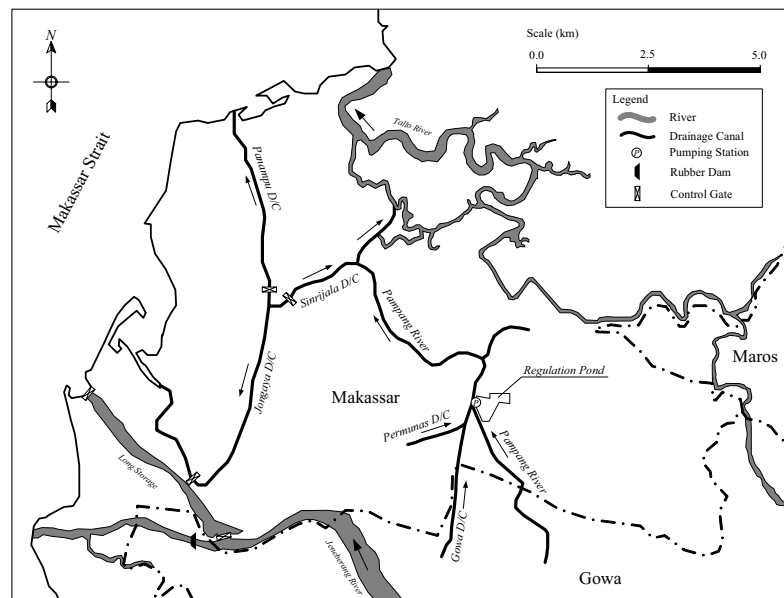 Scale (km)
0.0
2.5
5.0
N
Legend
River
Drainage Canal
P
Pumping Station
Rubber Dam
Control Gate
Tallo River
Makassar Strait
Panampu D/C
Sinrijala D/C
Pampang River
Jongaya D/C
Maros
Regulation Pond
Makassar
P
Permunas D/C
Pampang River
Long Storage
Gowa D/C
Jeneberang River
Gowa